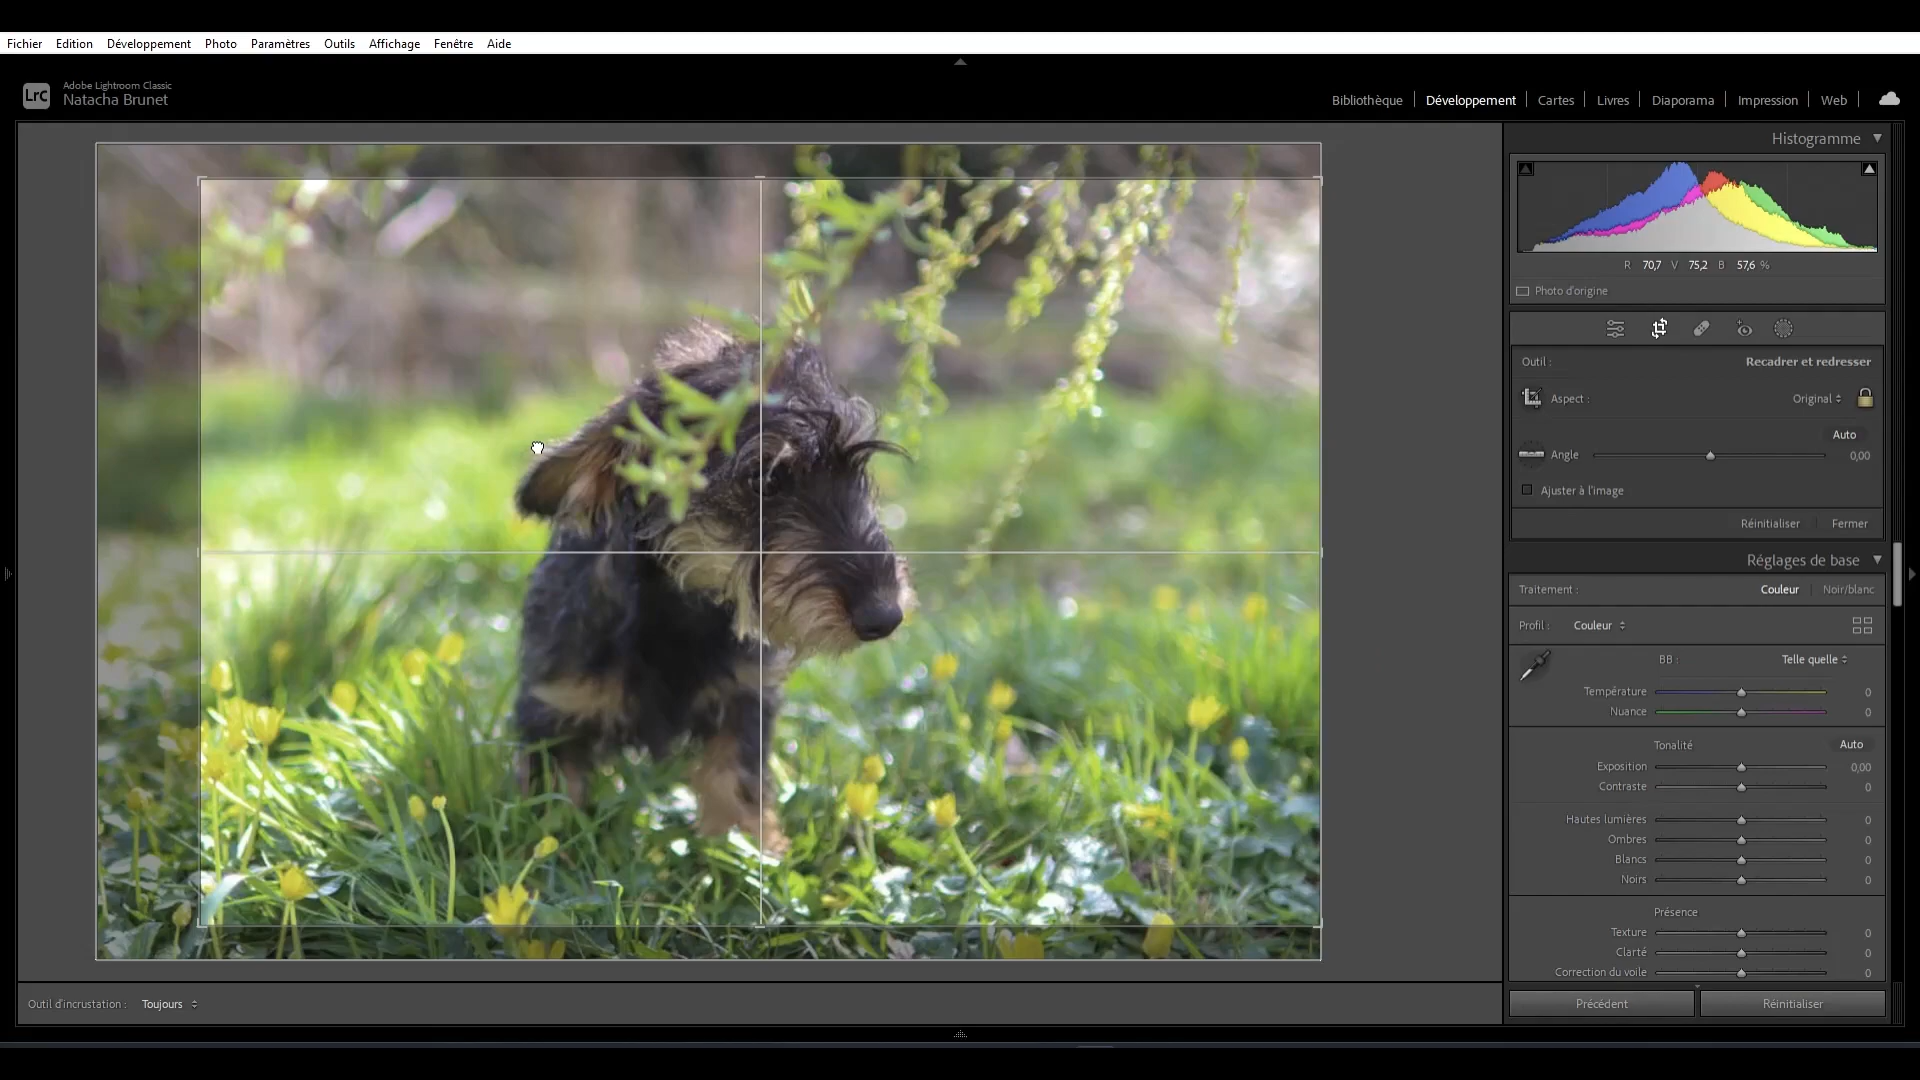 Fichier Edition Développement Photo Paramètres Outils Affichage Fenêtre Aide
LrC
Adobe Lightroom Classic
Natacha Brunet
Bibliothèque Développement Cartes Livres Diaporama Impression Web
Histogramme
R 70,7 V 75,2 B 57,6 %
Photo d'origine
Outil : Recadrer et redresser
Aspect : Original
Auto
Angle 0,00
Ajuster à l'image
Réinitialiser Fermer
Réglages de base
Traitement : Couleur Noir/blanc
Profil : Couleur
BB : Telle quelle
Température 0
Nuance 0
Tonalité Auto
Exposition 0,00
Contraste 0
Hautes lumières 0
Ombres 0
Blancs 0
Noirs 0
Présence
Texture 0
Clarté 0
Correction du voile 0
Outil d'incrustation : Toujours
Précédent Réinitialiser